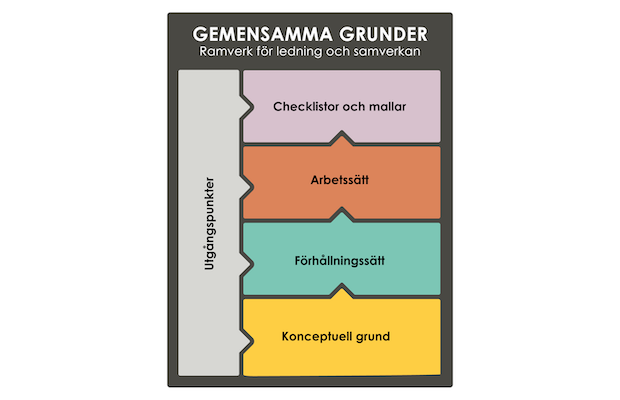 GEMENSAMMA GRUNDER
Ramverk för ledning och samverkan
Utgångspunkter
Checklistor och mallar
Arbetssätt
Förhållningssätt
Konceptuell grund